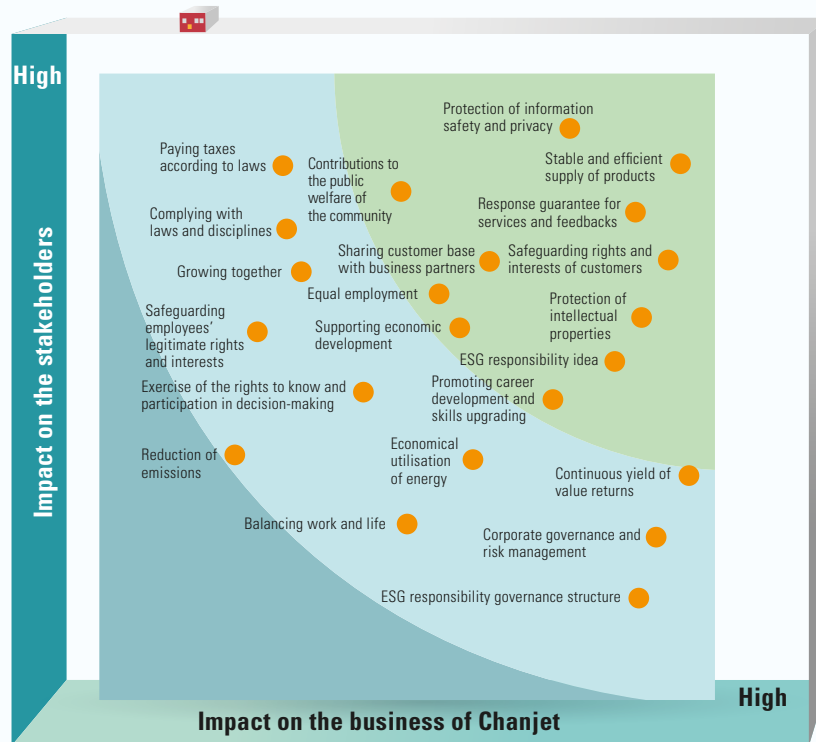 High
Impact on the stakeholders
Protection of information
safety and privacy
Paying taxes
according to laws
Contributions to
the public
welfare of
the community
Stable and efficient
supply of products
Complying with
laws and disciplines
Response guarantee for
services and feedbacks
Growing together
Sharing customer base
with business partners
Safeguarding rights and
interests of customers
Equal employment
Safeguarding
employees’
legitimate rights
and interests
Supporting economic
development
Protection of
intellectual
properties
ESG responsibility idea
Exercise of the rights to know and
participation in decision-making
Promoting career
development and
skills upgrading
Reduction of
emissions
Economical
utilisation
of energy
Continuous yield of
value returns
Balancing work and life
Corporate governance and
risk management
ESG responsibility governance structure
High
Impact on the business of Chanjet